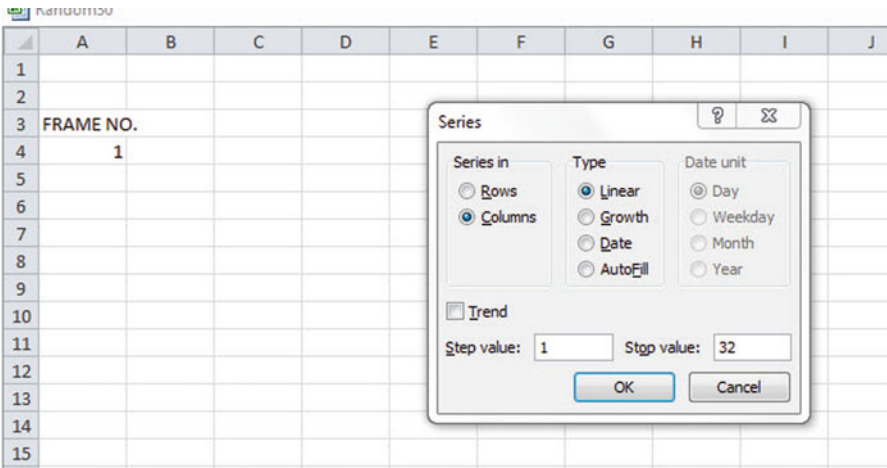 Random30
A B C D E F G H I J
1
2
3 FRAME NO.
4 1
5
6
7
8
9
10
11
12
13
14
15
Series
Series in Type Date unit
Rows Linear Day
Columns Growth Weekday
Date Month
AutoFill Year
Trend
Step value: 1 Stop value: 32
OK Cancel